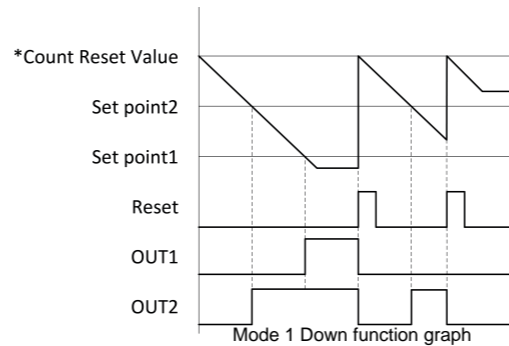 *Count Reset Value
Set point2
Set point1
Reset
OUT1
OUT2
Mode 1 Down function graph